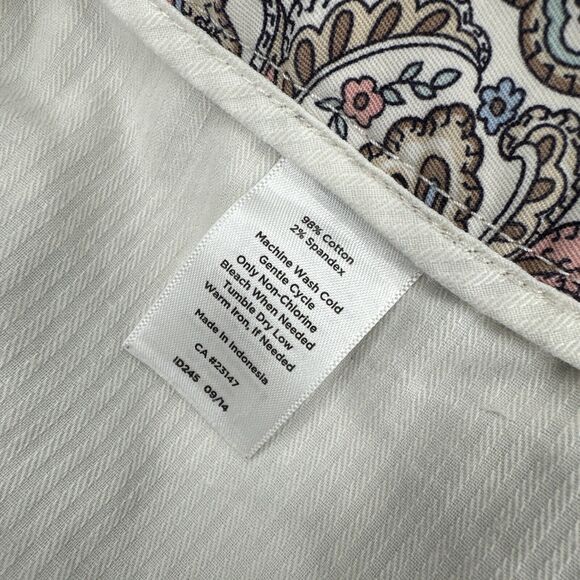 98% Cotton
2% Spandex
Machine Wash Cold
Gentle Cycle
Only Non-Chlorine
Bleach When Needed
Tumble Dry Low
Warm Iron, If Needed
Made in Indonesia
CA #23147
ID245 09/14